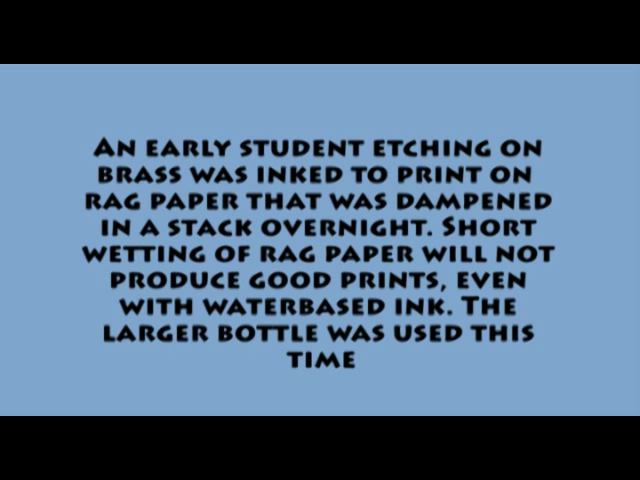 An early student etching on
brass was inked to print on
rag paper that was dampened
in a stack overnight. Short
wetting of rag paper will not
produce good prints, even
with waterbased ink. The
larger bottle was used this
time